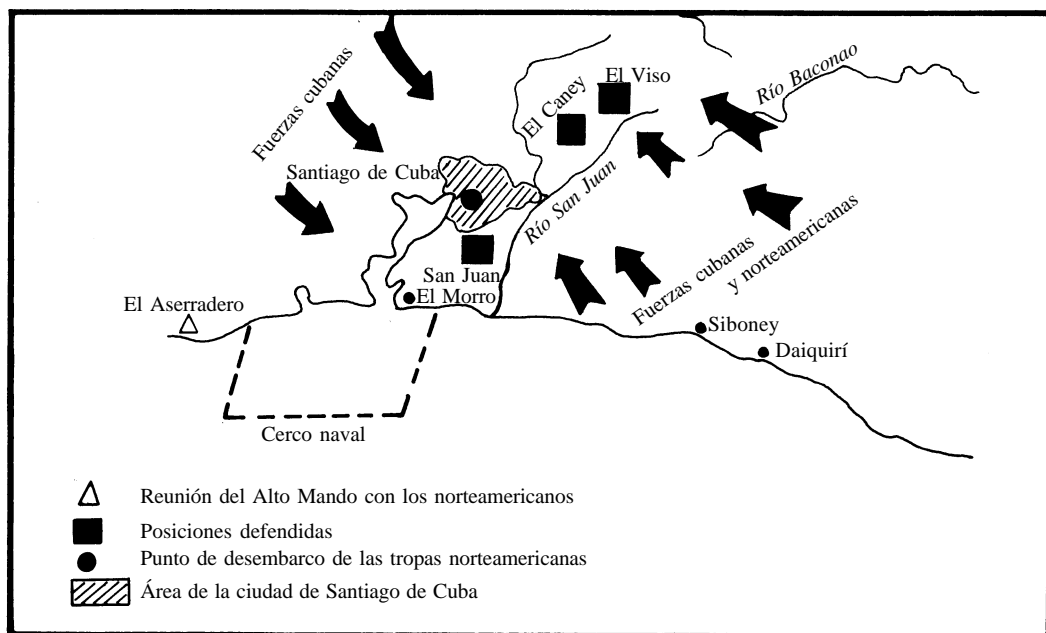 Fuerzas cubanas
El Viso
El Caney
Río Baconao
Santiago de Cuba
Río San Juan
San Juan
El Morro
El Aserradero
Fuerzas cubanas
y norteamericanas
Siboney
Daiquirí
Cerco naval
Reunión del Alto Mando con los norteamericanos
Posiciones defendidas
Punto de desembarco de las tropas norteamericanas
Área de la ciudad de Santiago de Cuba